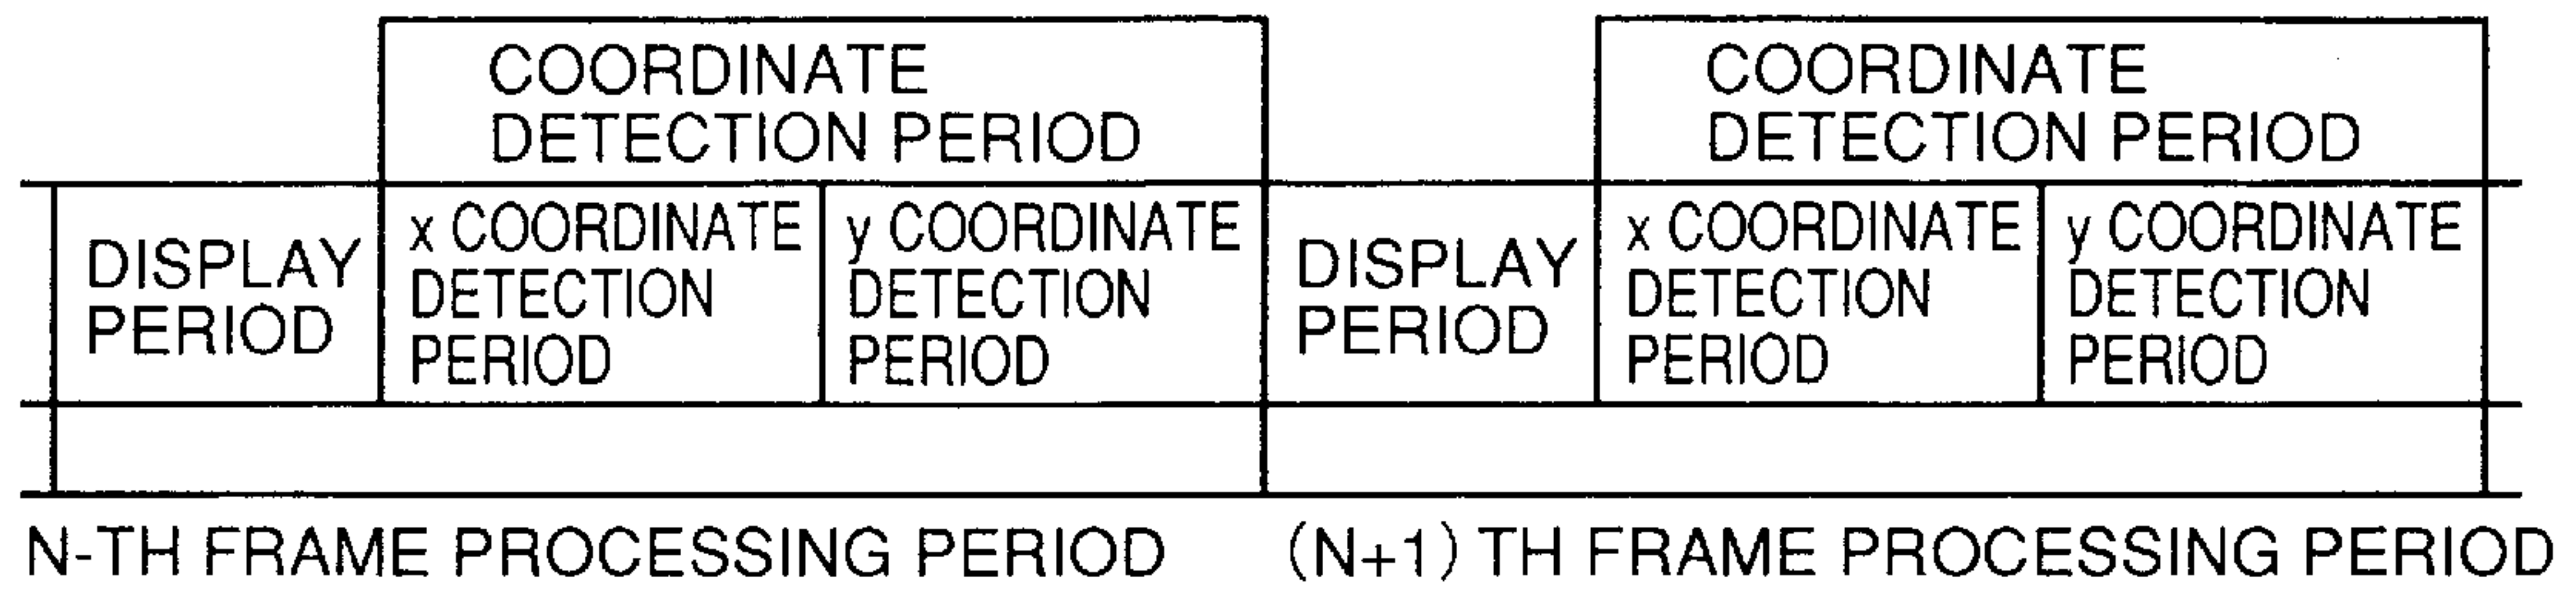 COORDINATE
DETECTION PERIOD
COORDINATE
DETECTION PERIOD
DISPLAY
PERIOD
x COORDINATE
DETECTION
PERIOD
y COORDINATE
DETECTION
PERIOD
DISPLAY
PERIOD
x COORDINATE
DETECTION
PERIOD
y COORDINATE
DETECTION
PERIOD
N-TH FRAME PROCESSING PERIOD
(N+1) TH FRAME PROCESSING PERIOD